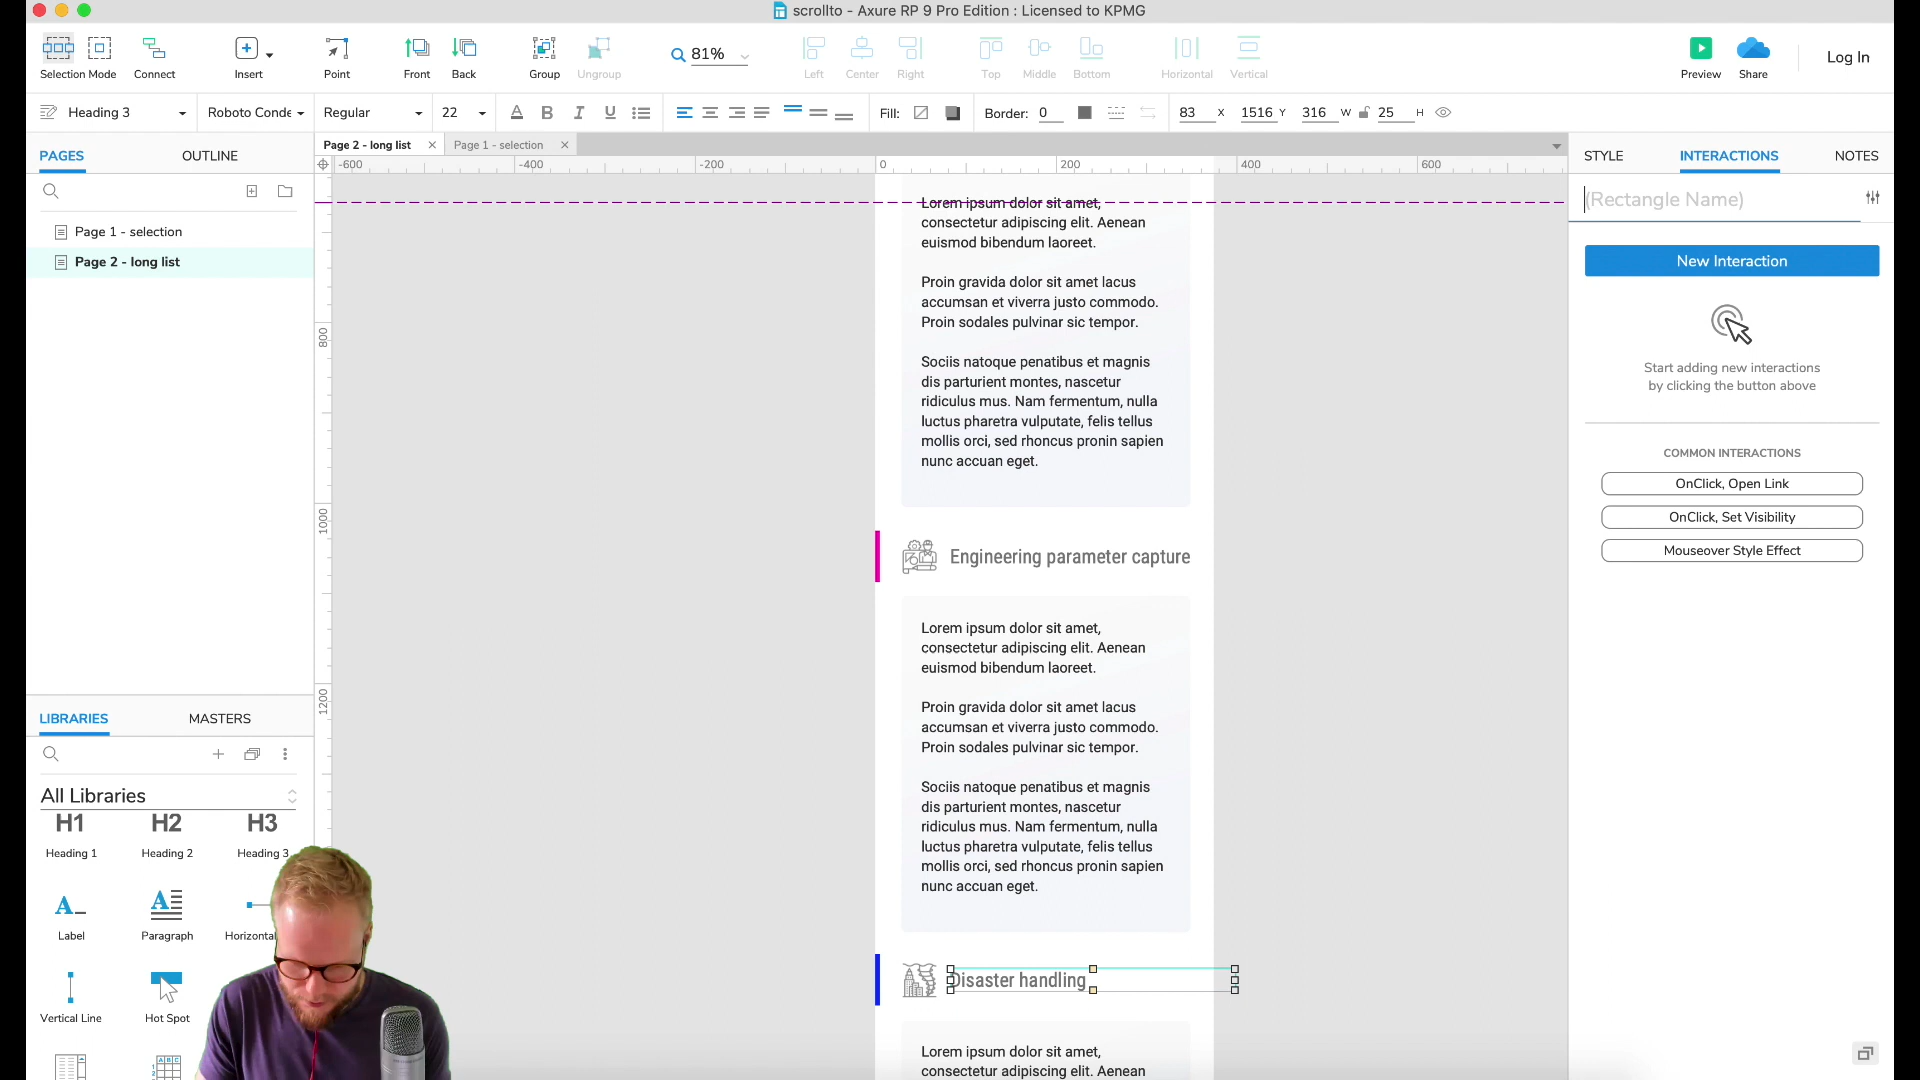 scrollto - Axure RP 9 Pro Edition : Licensed to KPMG
Selection Mode
Connect
Insert
Point
Front
Back
Group
Ungroup
81%
Left
Center
Right
Top
Middle
Bottom
Horizontal
Vertical
Preview
Share
Log In
Heading 3
Roboto Conde
Regular
22
Fill:
Border:
0
83
X
1516
Y
316
W
25
H
PAGES
OUTLINE
Page 2 - long list
Page 1 - selection
STYLE
INTERACTIONS
NOTES
-600
-400
-200
0
200
400
600
(Rectangle Name)
Page 1 - selection
Page 2 - long list
New Interaction
Start adding new interactions
by clicking the button above
COMMON INTERACTIONS
OnClick, Open Link
OnClick, Set Visibility
Mouseover Style Effect
800
1000
1200
Lorem ipsum dolor sit amet,
consectetur adipiscing elit. Aenean
euismod bibendum laoreet.
Proin gravida dolor sit amet lacus
accumsan et viverra justo commodo.
Proin sodales pulvinar sic tempor.
Sociis natoque penatibus et magnis
dis parturient montes, nascetur
ridiculus mus. Nam fermentum, nulla
luctus pharetra vulputate, felis tellus
mollis orci, sed rhoncus pronin sapien
nunc accuan eget.
Engineering parameter capture
Lorem ipsum dolor sit amet,
consectetur adipiscing elit. Aenean
euismod bibendum laoreet.
Proin gravida dolor sit amet lacus
accumsan et viverra justo commodo.
Proin sodales pulvinar sic tempor.
Sociis natoque penatibus et magnis
dis parturient montes, nascetur
ridiculus mus. Nam fermentum, nulla
luctus pharetra vulputate, felis tellus
mollis orci, sed rhoncus pronin sapien
nunc accuan eget.
Disaster handling
Lorem ipsum dolor sit amet,
consectetur adipiscing elit. Aenean
LIBRARIES
MASTERS
All Libraries
H1
H2
H3
Heading 1
Heading 2
Heading 3
A
A
Label
Paragraph
Horizontal
Vertical Line
Hot Spot
A B C
1
2